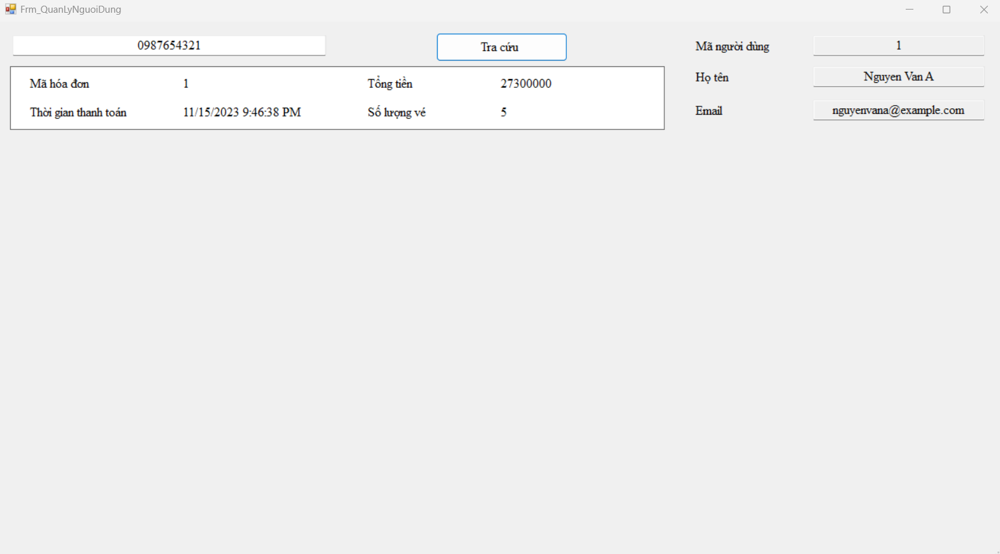 Frm_QuanLyNguoiDung
0987654321 Tra cứu
Mã hóa đơn 1 Tổng tiền 27300000
Thời gian thanh toán 11/15/2023 9:46:38 PM Số lượng vé 5
Mã người dùng 1
Họ tên Nguyen Van A
Email nguyenvana@example.com